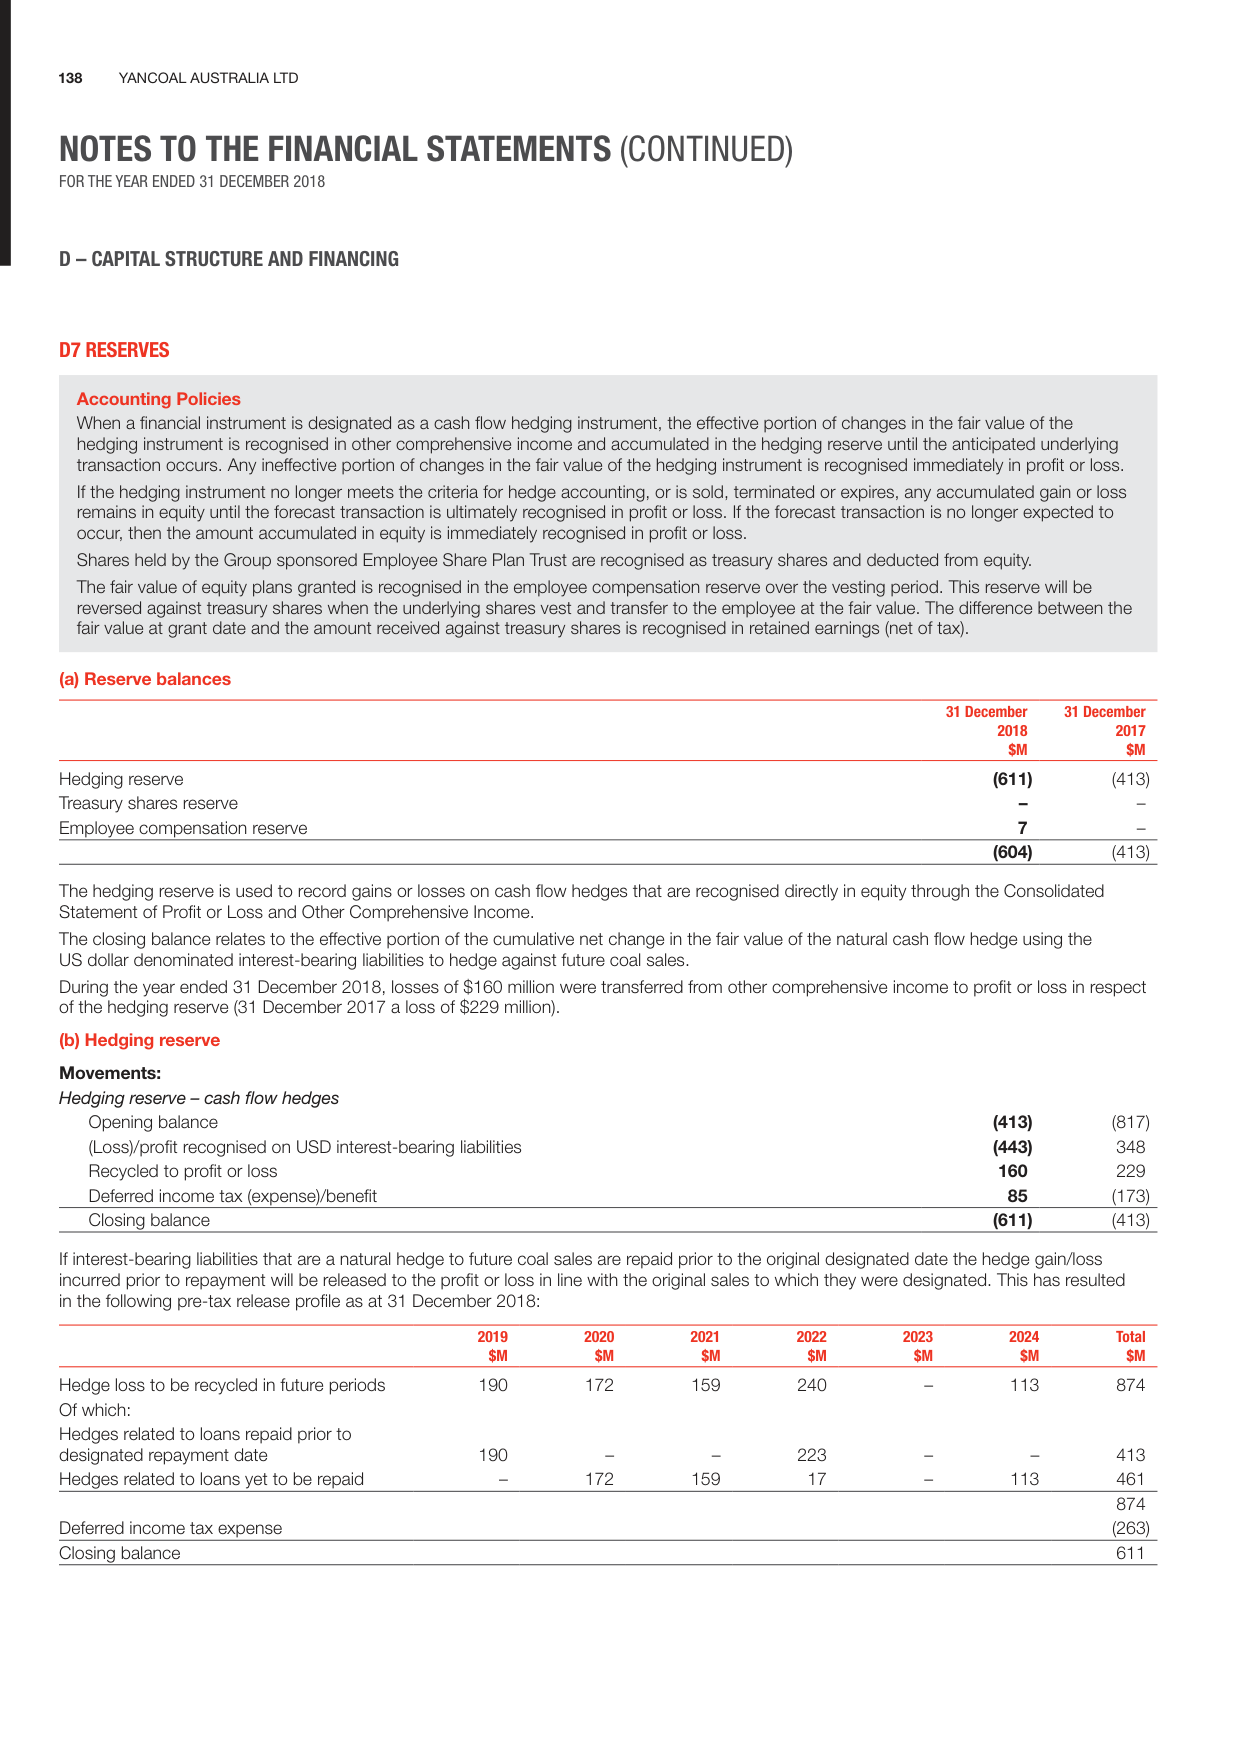 138 YANCOAL AUSTRALIA LTD
NOTES TO THE FINANCIAL STATEMENTS (CONTINUED)
FOR THE YEAR ENDED 31 DECEMBER 2018
D – CAPITAL STRUCTURE AND FINANCING
D7 RESERVES
Accounting Policies
When a financial instrument is designated as a cash flow hedging instrument, the effective portion of changes in the fair value of the
hedging instrument is recognised in other comprehensive income and accumulated in the hedging reserve until the anticipated underlying
transaction occurs. Any ineffective portion of changes in the fair value of the hedging instrument is recognised immediately in profit or loss.
If the hedging instrument no longer meets the criteria for hedge accounting, or is sold, terminated or expires, any accumulated gain or loss
remains in equity until the forecast transaction is ultimately recognised in profit or loss. If the forecast transaction is no longer expected to
occur, then the amount accumulated in equity is immediately recognised in profit or loss.
Shares held by the Group sponsored Employee Share Plan Trust are recognised as treasury shares and deducted from equity.
The fair value of equity plans granted is recognised in the employee compensation reserve over the vesting period. This reserve will be
reversed against treasury shares when the underlying shares vest and transfer to the employee at the fair value. The difference between the
fair value at grant date and the amount received against treasury shares is recognised in retained earnings (net of tax).
(a) Reserve balances
31 December 31 December
2018 2017
$M $M
Hedging reserve (611) (413)
Treasury shares reserve – –
Employee compensation reserve 7 –
(604) (413)
The hedging reserve is used to record gains or losses on cash flow hedges that are recognised directly in equity through the Consolidated
Statement of Profit or Loss and Other Comprehensive Income.
The closing balance relates to the effective portion of the cumulative net change in the fair value of the natural cash flow hedge using the
US dollar denominated interest-bearing liabilities to hedge against future coal sales.
During the year ended 31 December 2018, losses of $160 million were transferred from other comprehensive income to profit or loss in respect
of the hedging reserve (31 December 2017 a loss of $229 million).
(b) Hedging reserve
Movements:
Hedging reserve – cash flow hedges
Opening balance (413) (817)
(Loss)/profit recognised on USD interest-bearing liabilities (443) 348
Recycled to profit or loss 160 229
Deferred income tax (expense)/benefit 85 (173)
Closing balance (611) (413)
If interest-bearing liabilities that are a natural hedge to future coal sales are repaid prior to the original designated date the hedge gain/loss
incurred prior to repayment will be released to the profit or loss in line with the original sales to which they were designated. This has resulted
in the following pre-tax release profile as at 31 December 2018:
2019 2020 2021 2022 2023 2024 Total
$M $M $M $M $M $M $M
Hedge loss to be recycled in future periods 190 172 159 240 – 113 874
Of which:
Hedges related to loans repaid prior to
designated repayment date 190 – – 223 – – 413
Hedges related to loans yet to be repaid – 172 159 17 – 113 461
874
Deferred income tax expense (263)
Closing balance 611